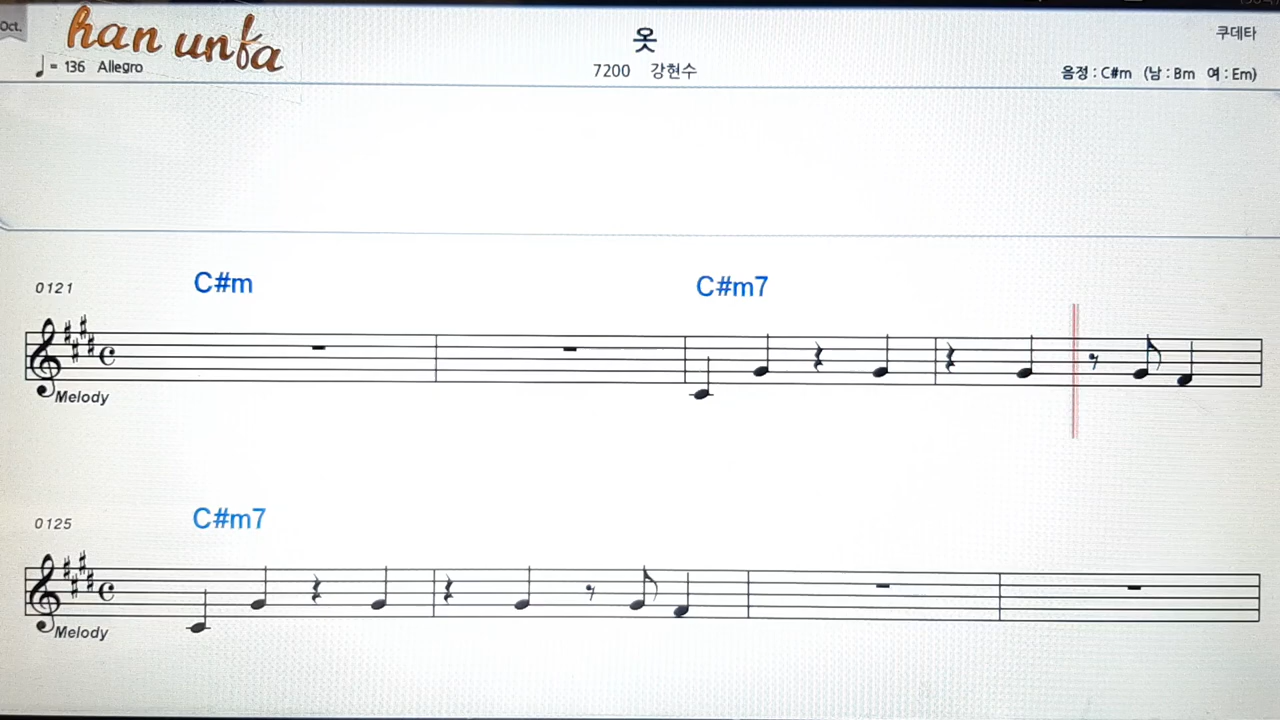 Oct.
han unfa
옷
쿠데타
♩ = 136 Allegro
7200 강현수
음정 : C#m (남 : Bm 여 : Em)
0121
C#m
C#m7
Melody
0125
C#m7
Melody